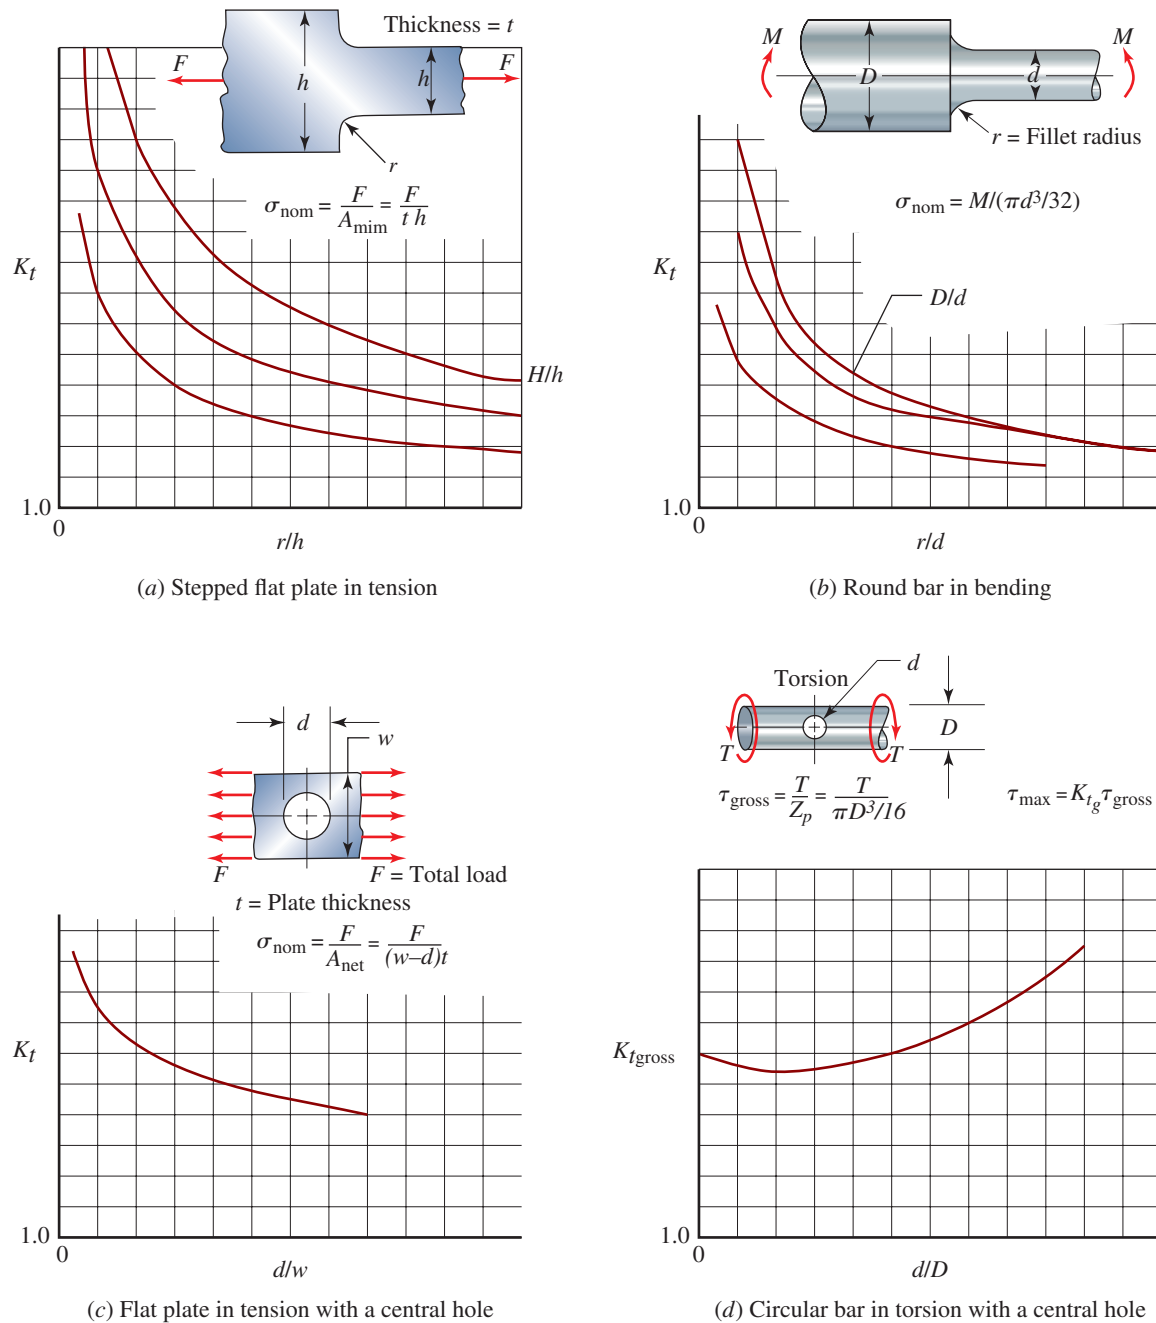 Thickness = t
F
h
h
F
r
σnom = F/Amim = F/t h
Kt
H/h
1.0
0
r/h
(a) Stepped flat plate in tension
M
D
d
M
r = Fillet radius
σnom = M/(πd³/32)
Kt
D/d
1.0
0
r/d
(b) Round bar in bending
d
w
F
F = Total load
t = Plate thickness
σnom = F/Anet = F/(w–d)t
Kt
1.0
0
d/w
(c) Flat plate in tension with a central hole
d
Torsion
D
T
T
τgross = T/Zp = T/πD³/16
τmax = Ktg τgross
Ktgross
1.0
0
d/D
(d) Circular bar in torsion with a central hole